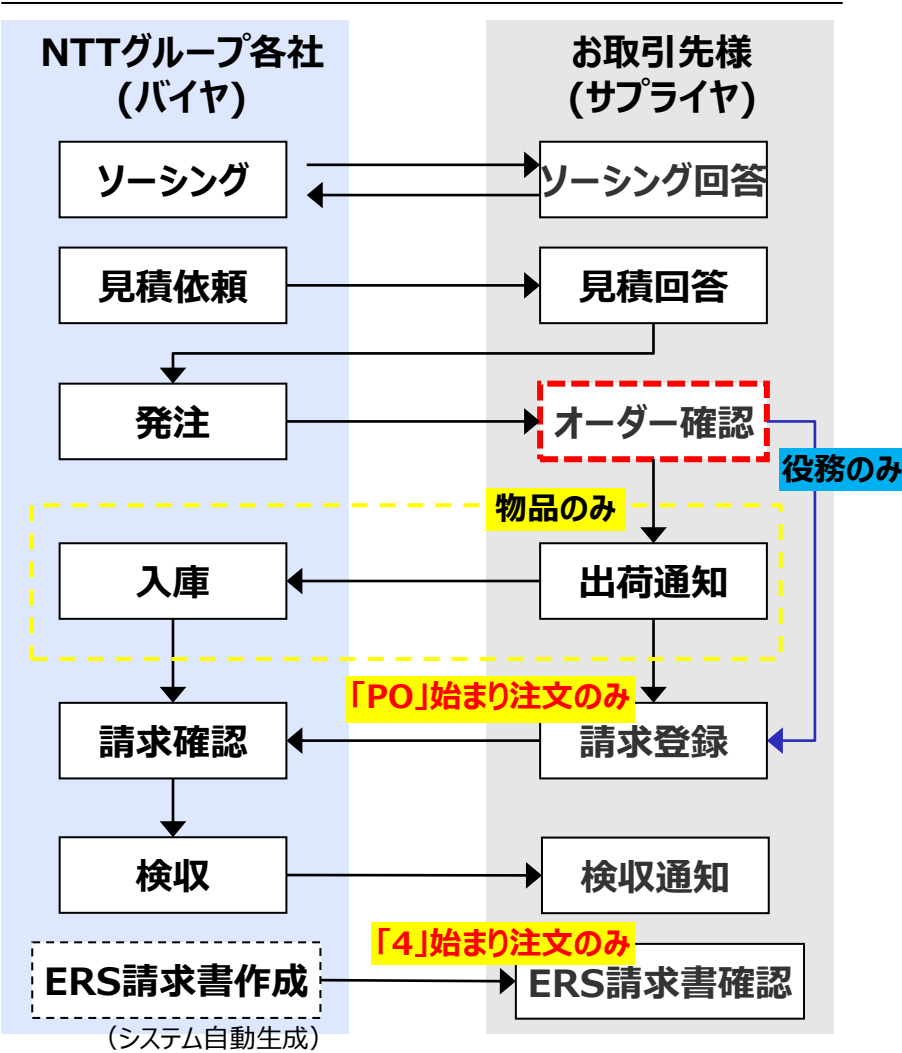 NTTグループ各社
(バイヤ)
お取引先様
(サプライヤ)
ソーシング
ソーシング回答
見積依頼
見積回答
発注
オーダー確認
役務のみ
物品のみ
入庫
出荷通知
「PO」始まり注文のみ
請求確認
請求登録
検収
検収通知
「4」始まり注文のみ
ERS請求書作成
ERS請求書確認
（システム自動生成）